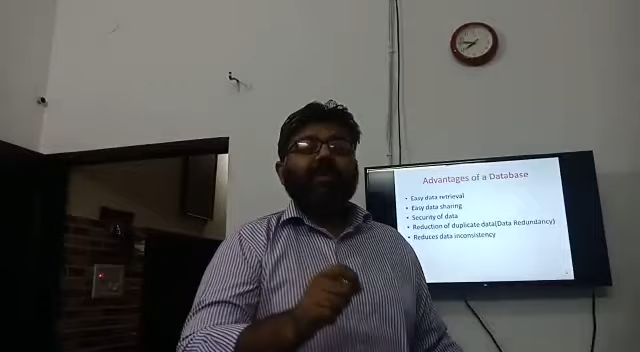 Advantages of a Database
• Easy data retrieval
• Easy data sharing
• Security of data
• Reduction of duplicate data(Data Redundancy)
• Reduces data inconsistency